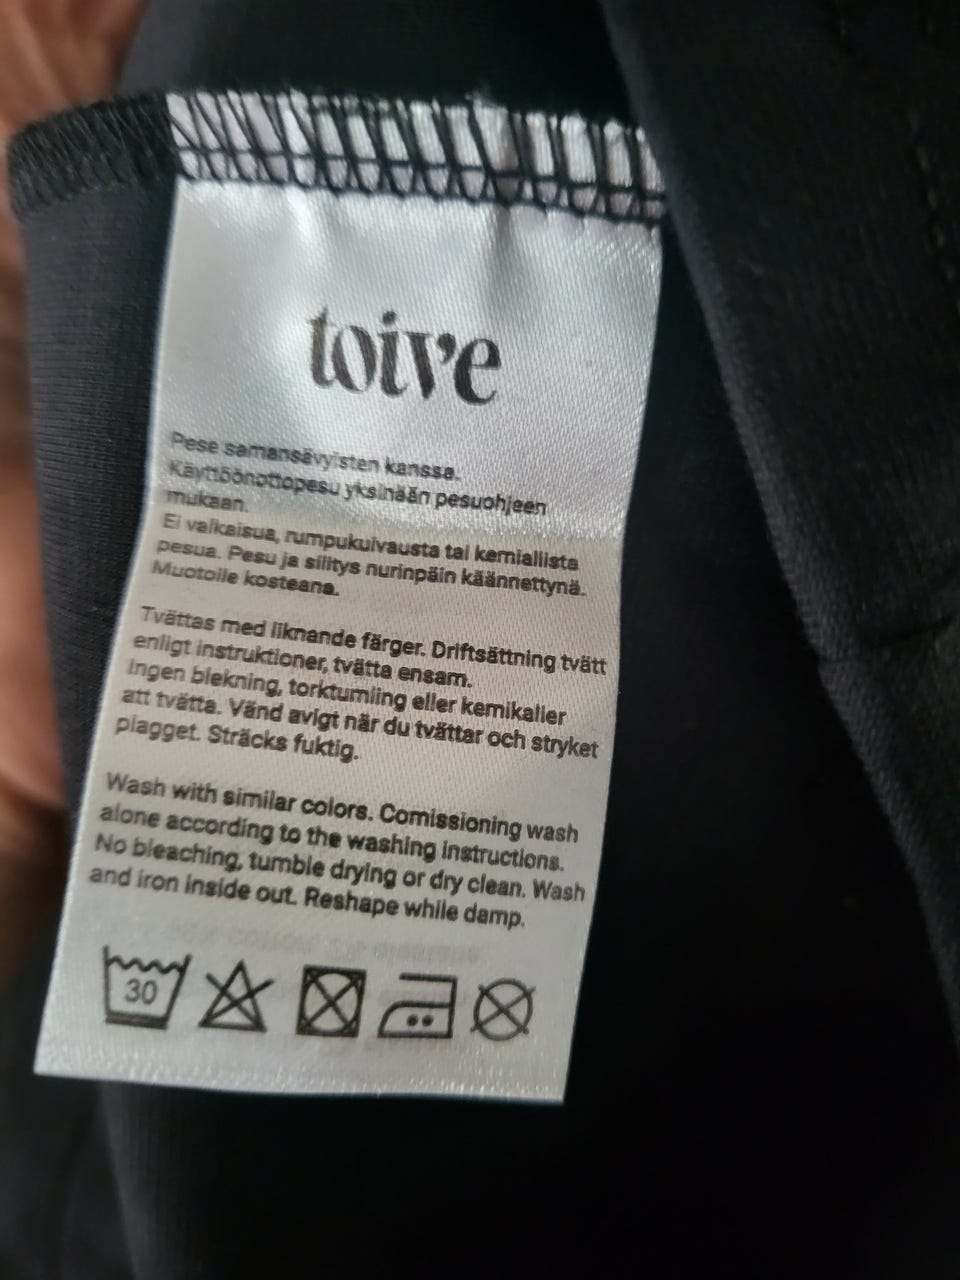 toive
Pese samansävyisten kanssa.
Käyttöönottopesu yksinään pesuohjeen
mukaan.
Ei valkaisua, rumpukuivausta tai kemiallista
pesua. Pesu ja silitys nurinpäin käännettynä.
Muotoile kosteana.
Tvättas med liknande färger. Driftsättning tvätt
enligt instruktioner, tvätta ensam.
Ingen blekning, torktumling eller kemikalier
att tvätta. Vänd avigt när du tvättar och stryket
plagget. Sträcks fuktig.
Wash with similar colors. Comissioning wash
alone according to the washing instructions.
No bleaching, tumble drying or dry clean. Wash
and iron inside out. Reshape while damp.
30